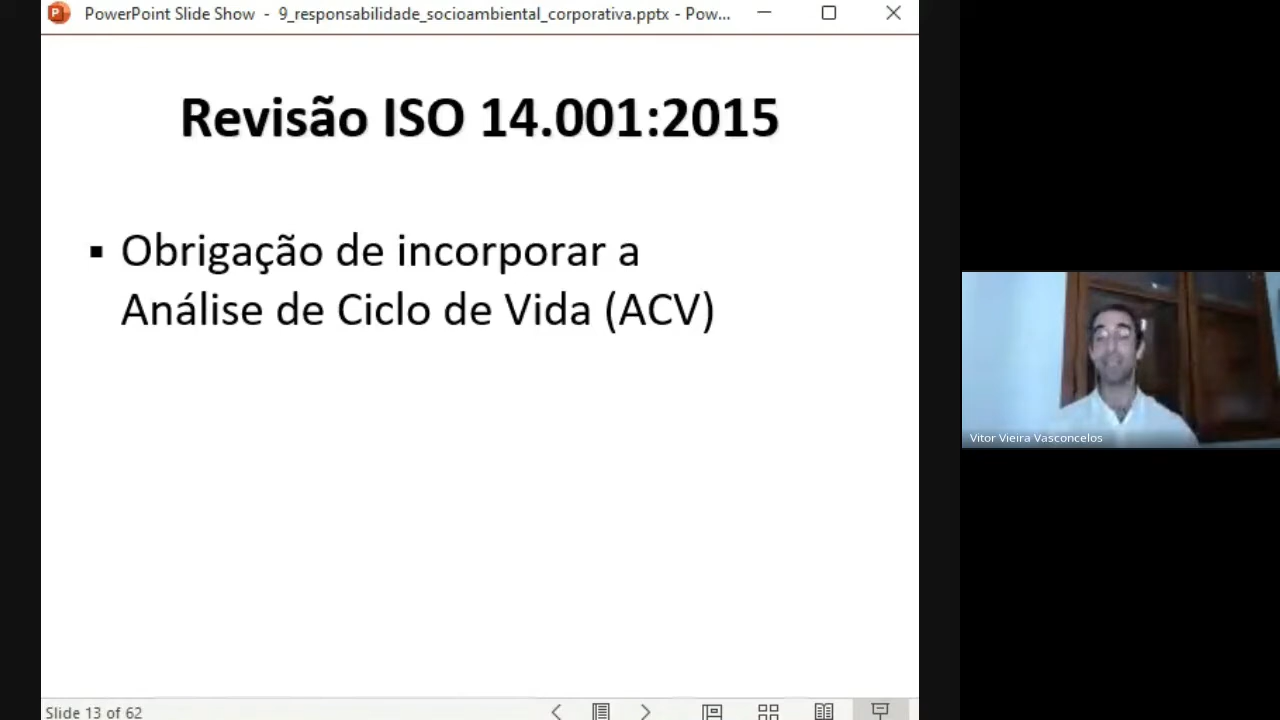 PowerPoint Slide Show - 9_responsabilidade_socioambiental_corporativa.pptx - Pow...
Revisão ISO 14.001:2015
▪ Obrigação de incorporar a
Análise de Ciclo de Vida (ACV)
Vitor Vieira Vasconcelos
Slide 13 of 62